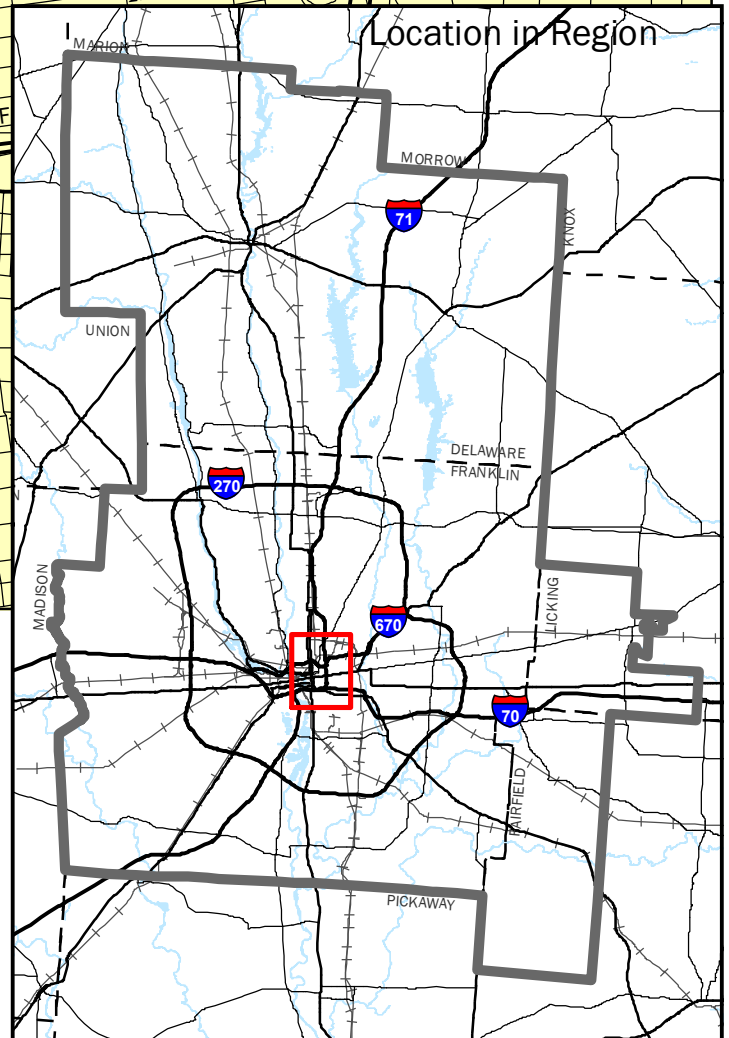 Location in Region
MARION
MORROW
71
KNOX
UNION
DELAWARE
FRANKLIN
270
MADISON
LICKING
670
70
FAIRFIELD
PICKAWAY